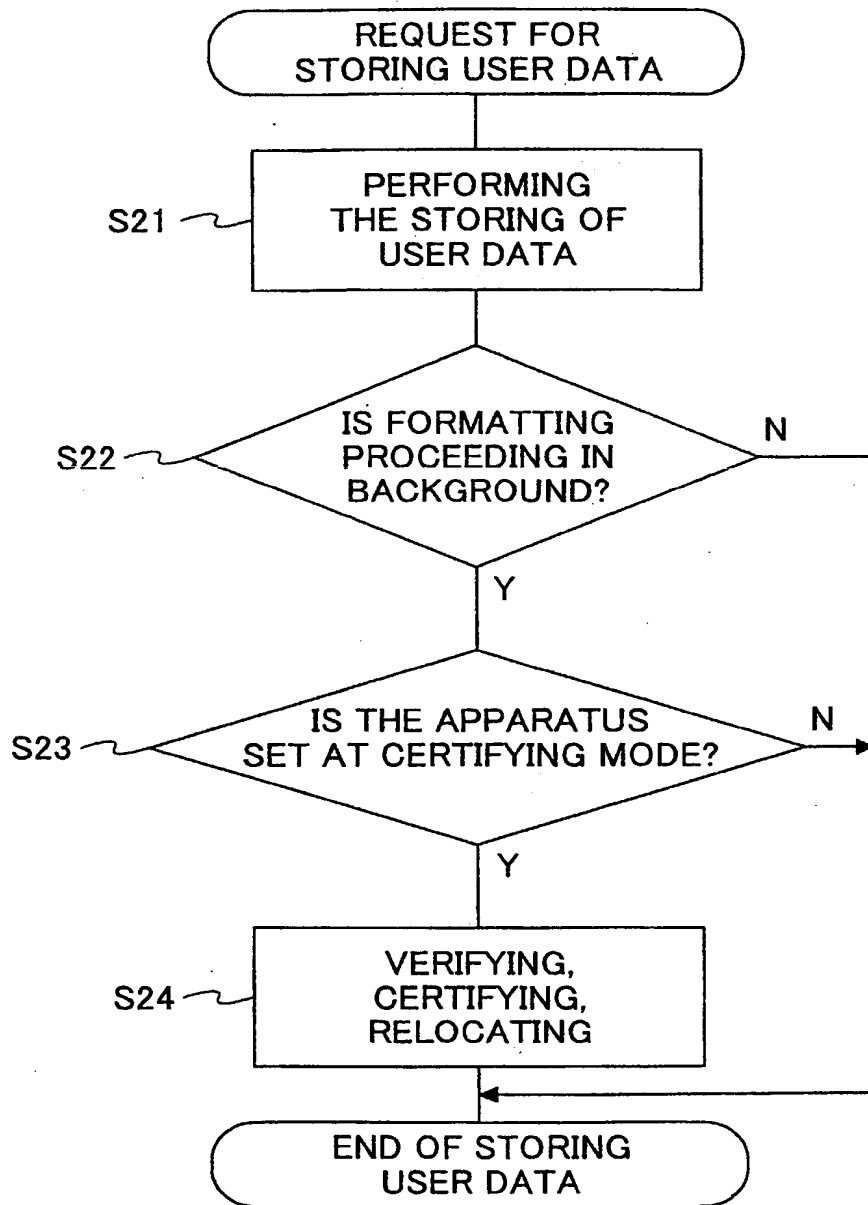 REQUEST FOR
STORING USER DATA
S21
PERFORMING
THE STORING OF
USER DATA
S22
IS FORMATTING
PROCEEDING IN
BACKGROUND?
N
Y
S23
IS THE APPARATUS
SET AT CERTIFYING MODE?
N
Y
S24
VERIFYING,
CERTIFYING,
RELOCATING
END OF STORING
USER DATA